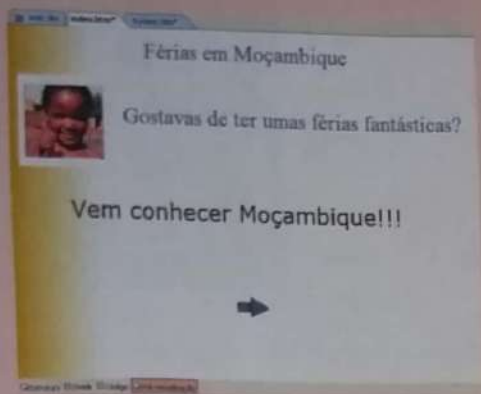 Férias em Moçambique
Gostavas de ter umas férias fantásticas?
Vem conhecer Moçambique!!!